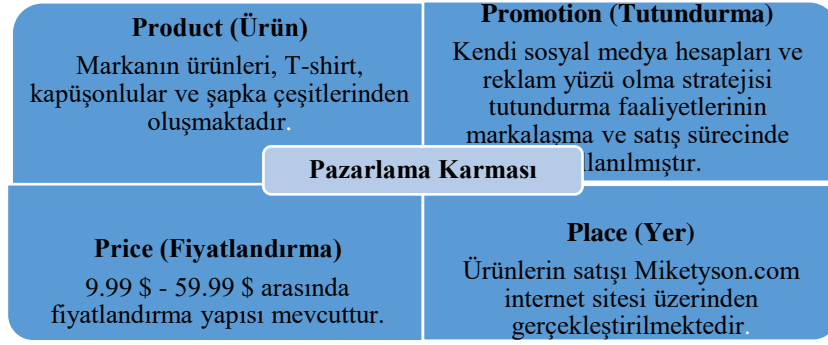 Product (Ürün)
Markanın ürünleri, T-shirt,
kapüşonlular ve şapka çeşitlerinden
oluşmaktadır.
Promotion (Tutundurma)
Kendi sosyal medya hesapları ve
reklam yüzü olma stratejisi
tutundurma faaliyetlerinin
markalaşma ve satış sürecinde
llanılmıştır.
Pazarlama Karması
Price (Fiyatlandırma)
9.99 $ - 59.99 $ arasında
fiyatlandırma yapısı mevcuttur.
Place (Yer)
Ürünlerin satışı Miketyson.com
internet sitesi üzerinden
gerçekleştirilmektedir.